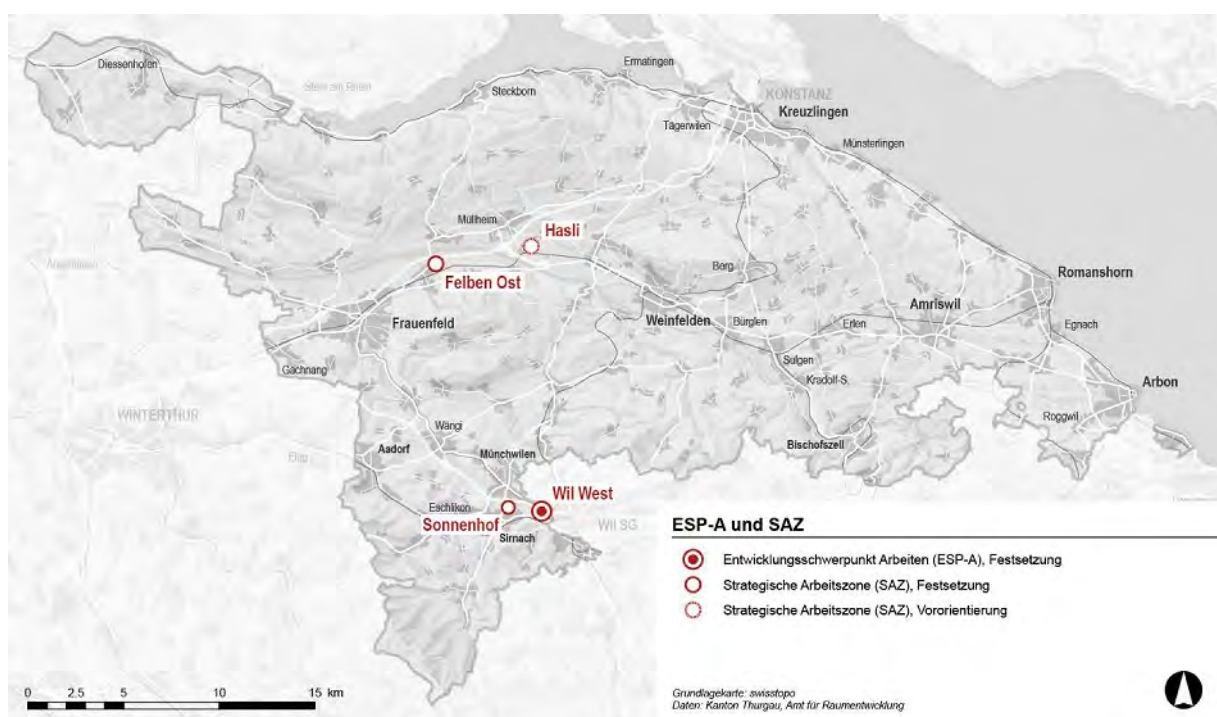 Diessenhofen
Stein am Rhein
Steckborn
Ermatingen
KONSTANZ
Kreuzlingen
Tägerwilen
Münsterlingen
Müllheim
Hasli
Felben Ost
Berg
Romanshorn
Frauenfeld
Weinfelden
Bürglen
Erlen
Amriswil
Egnach
Sulgen
Gachnang
Kradolf-S.
Arbon
WINTERTHUR
Roggwil
Wängi
Bischofszell
Aadorf
Münchwilen
Elgg
Wil West
Eschlikon
Sonnenhof
Wil SG
Sirnach
ESP-A und SAZ
Entwicklungsschwerpunkt Arbeiten (ESP-A), Festsetzung
Strategische Arbeitszone (SAZ), Festsetzung
Strategische Arbeitszone (SAZ), Vororientierung
0 2.5 5 10 15 km
Grundlagekarte: swisstopo
Daten: Kanton Thurgau, Amt für Raumentwicklung